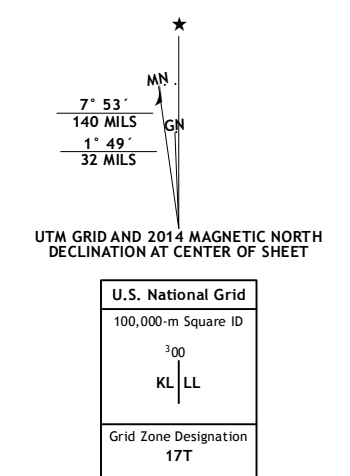 ★
MN
7° 53´
140 MILS
GN
1° 49´
32 MILS
UTM GRID AND 2014 MAGNETIC NORTH
DECLINATION AT CENTER OF SHEET
U.S. National Grid
100,000-m Square ID
³00
KL LL
Grid Zone Designation
17T